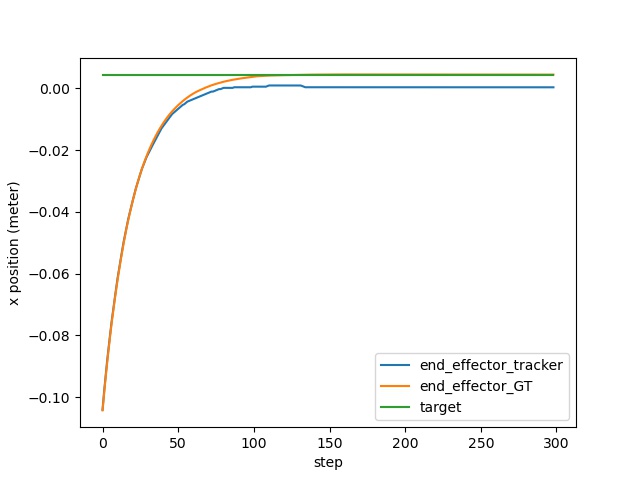 0.00
−0.02
−0.04
−0.06
−0.08
−0.10
x position (meter)
end_effector_tracker
end_effector_GT
target
0 50 100 150 200 250 300
step